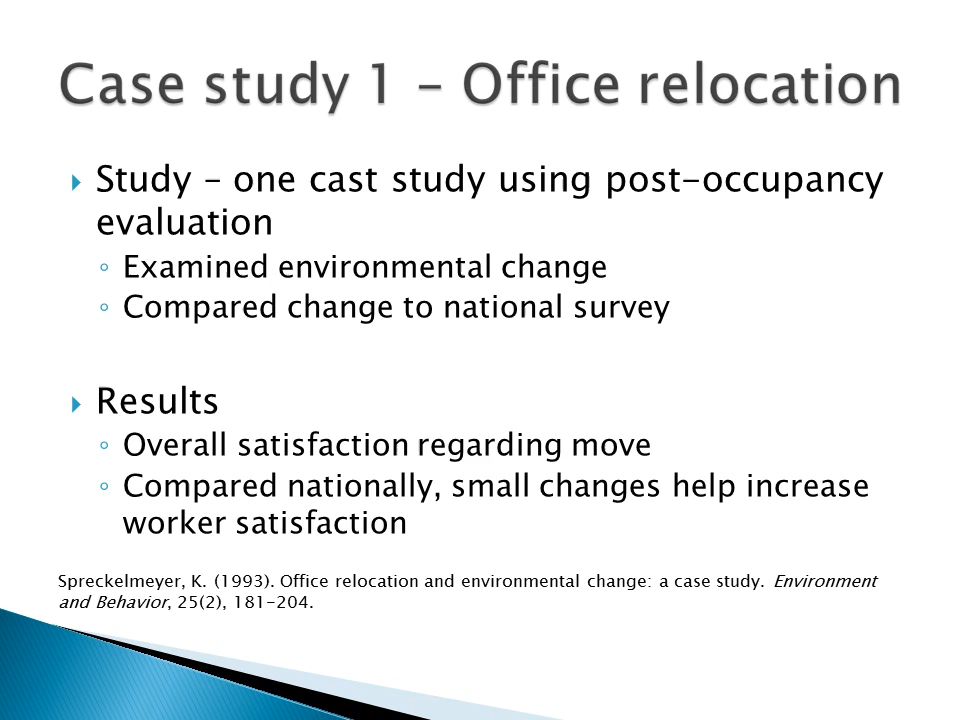 Case study 1 – Office relocation
Study – one cast study using post-occupancy
evaluation
Examined environmental change
Compared change to national survey
Results
Overall satisfaction regarding move
Compared nationally, small changes help increase
worker satisfaction
Spreckelmeyer, K. (1993). Office relocation and environmental change: a case study. Environment
and Behavior, 25(2), 181-204.